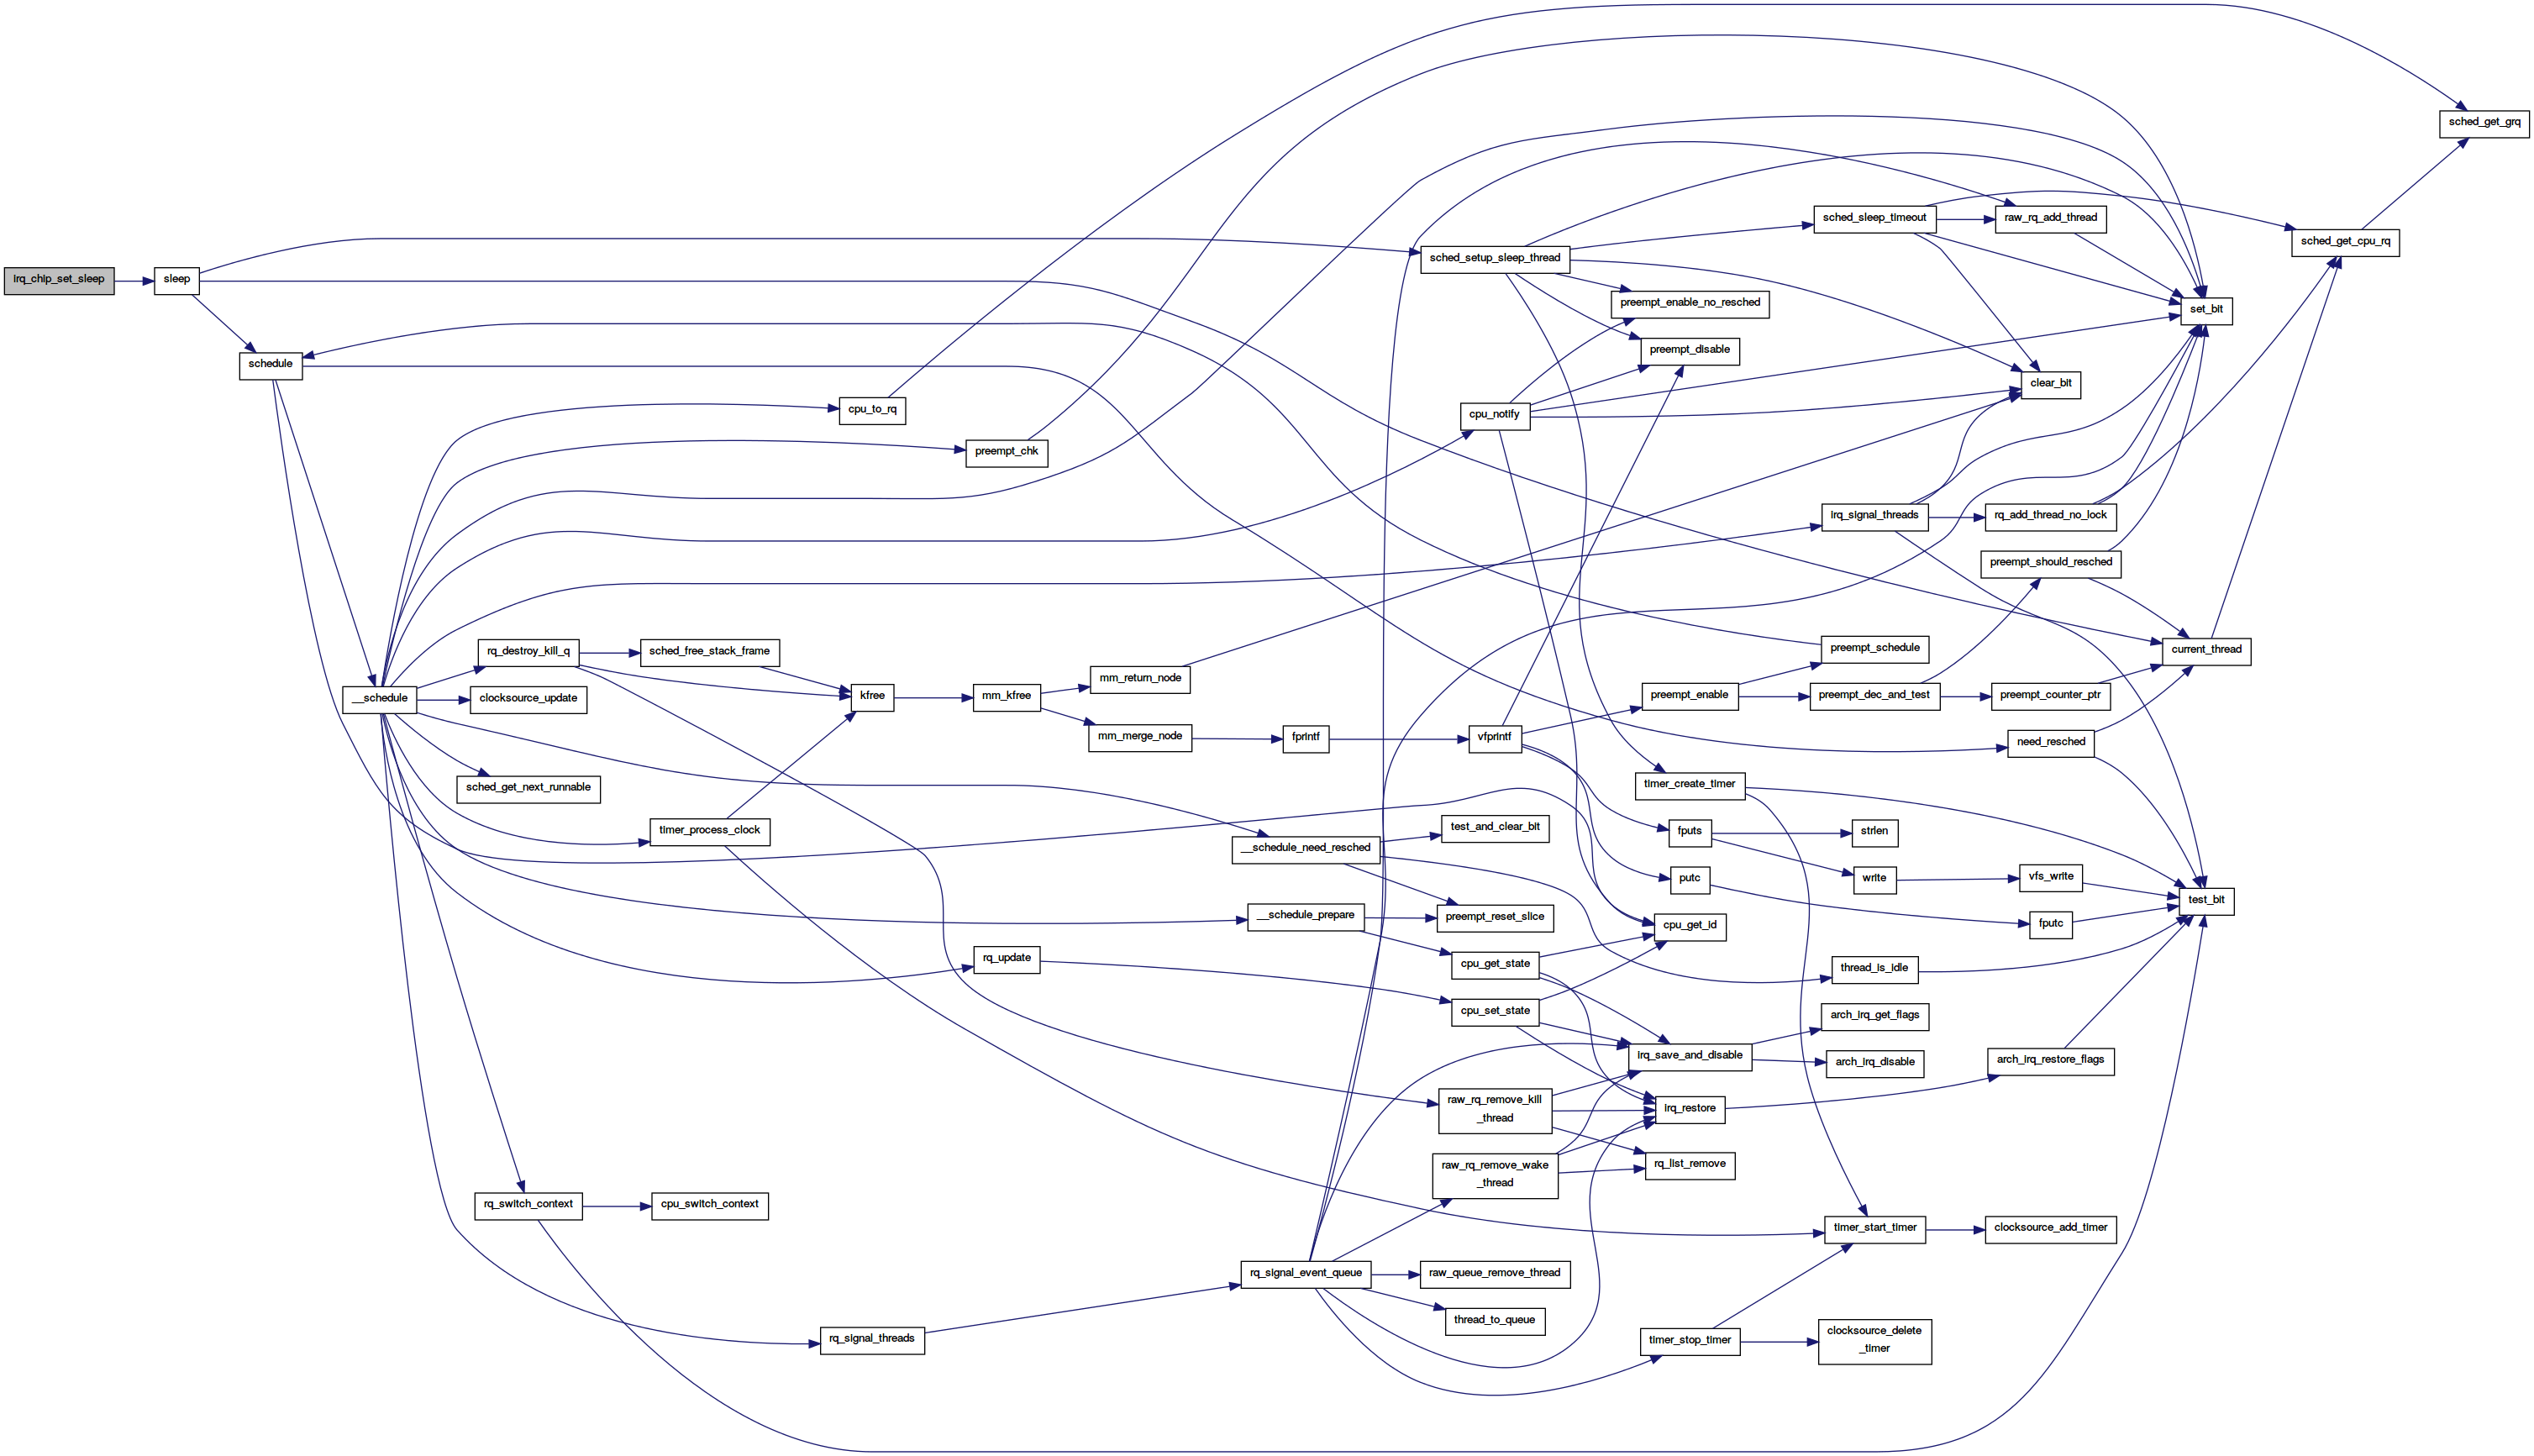 irq_chip_set_sleep
sleep
schedule
__schedule
rq_destroy_kill_q
clocksource_update
sched_get_next_runnable
rq_switch_context
sched_free_stack_frame
timer_process_clock
cpu_switch_context
cpu_to_rq
kfree
rq_signal_threads
preempt_chk
mm_kfree
rq_update
mm_return_node
mm_merge_node
fprintf
__schedule_need_resched
__schedule_prepare
rq_signal_event_queue
sched_setup_sleep_thread
cpu_notify
vfprintf
test_and_clear_bit
preempt_reset_slice
cpu_get_state
cpu_set_state
raw_rq_remove_kill
_thread
raw_rq_remove_wake
_thread
raw_queue_remove_thread
thread_to_queue
preempt_enable_no_resched
preempt_disable
preempt_enable
timer_create_timer
fputs
putc
cpu_get_id
irq_save_and_disable
irq_restore
rq_list_remove
timer_stop_timer
sched_sleep_timeout
irq_signal_threads
preempt_schedule
preempt_dec_and_test
strlen
write
thread_is_idle
arch_irq_get_flags
arch_irq_disable
timer_start_timer
clocksource_delete
_timer
raw_rq_add_thread
clear_bit
rq_add_thread_no_lock
preempt_should_resched
preempt_counter_ptr
need_resched
vfs_write
fputc
arch_irq_restore_flags
clocksource_add_timer
set_bit
current_thread
test_bit
sched_get_cpu_rq
sched_get_grq